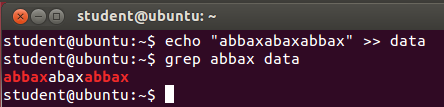 student@ubuntu: ~
student@ubuntu:~$ echo "abbaxabaxabbax" >> data
student@ubuntu:~$ grep abbax data
abbaxabaxabbax
student@ubuntu:~$